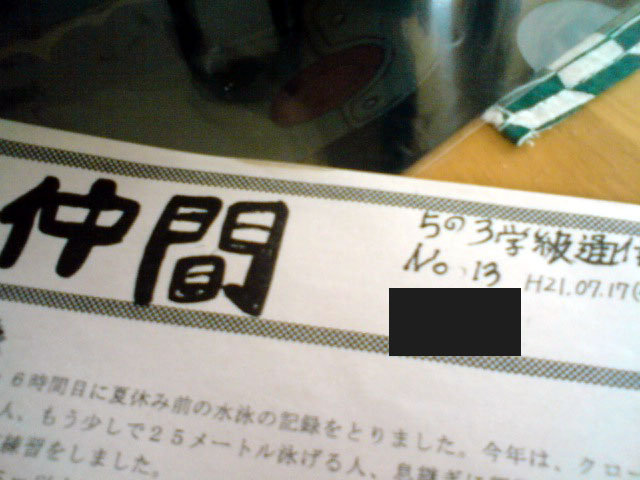 仲間
5の3学級通信
No.13
H21.07.17(
6時間目に夏休み前の水泳の記録をとりました。今年は、クロー
人、もう少しで25メートル泳げる人、息継ぎに
練習をしました。